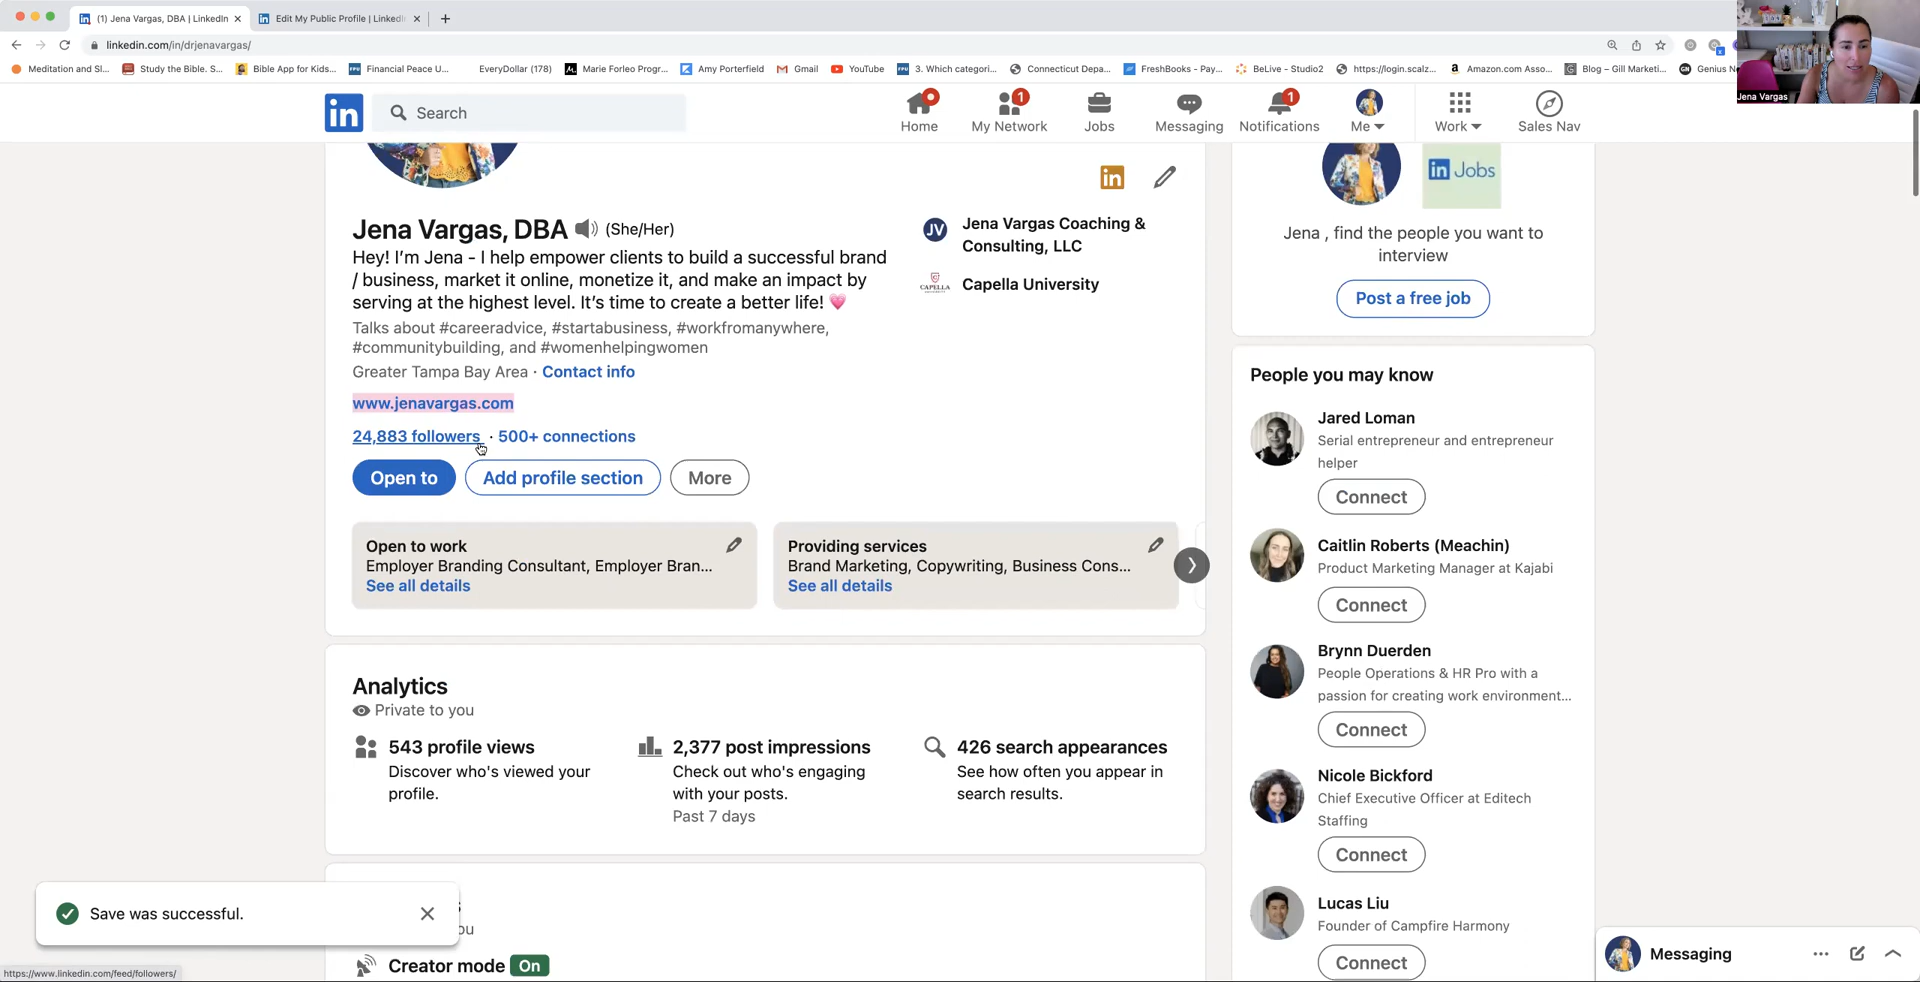 (1) Jena Vargas, DBA | LinkedIn
Edit My Public Profile | LinkedIn
linkedin.com/in/drjenavargas/
Meditation and Sl...
Study the Bible. S...
Bible App for Kids...
Financial Peace U...
EveryDollar (178)
Marie Forleo Progr...
Amy Porterfield
Gmail
YouTube
3. Which categori...
Connecticut Depa...
FreshBooks - Pay...
BeLive - Studio2
https://login.scalz...
Amazon.com Asso...
Blog – Gill Marketi...
Genius N
Jena Vargas
in
Search
Home
1
My Network
Jobs
Messaging
1
Notifications
Me
Work
Sales Nav
in
in Jobs
Jena , find the people you want to
interview
Post a free job
Jena Vargas, DBA (She/Her)
Hey! I'm Jena - I help empower clients to build a successful brand
/ business, market it online, monetize it, and make an impact by
serving at the highest level. It's time to create a better life! 💗
Talks about #careeradvice, #startabusiness, #workfromanywhere,
#communitybuilding, and #womenhelpingwomen
Greater Tampa Bay Area · Contact info
www.jenavargas.com
24,883 followers · 500+ connections
Open to
Add profile section
More
JV
Jena Vargas Coaching &
Consulting, LLC
CAPELLA
Capella University
Open to work
Employer Branding Consultant, Employer Bran...
See all details
Providing services
Brand Marketing, Copywriting, Business Cons...
See all details
Analytics
Private to you
543 profile views
Discover who's viewed your
profile.
2,377 post impressions
Check out who's engaging
with your posts.
Past 7 days
426 search appearances
See how often you appear in
search results.
People you may know
Jared Loman
Serial entrepreneur and entrepreneur
helper
Connect
Caitlin Roberts (Meachin)
Product Marketing Manager at Kajabi
Connect
Brynn Duerden
People Operations & HR Pro with a
passion for creating work environment...
Connect
Nicole Bickford
Chief Executive Officer at Editech
Staffing
Connect
Lucas Liu
Founder of Campfire Harmony
Connect
Save was successful.
ou
Creator mode On
Messaging
https://www.linkedin.com/feed/followers/